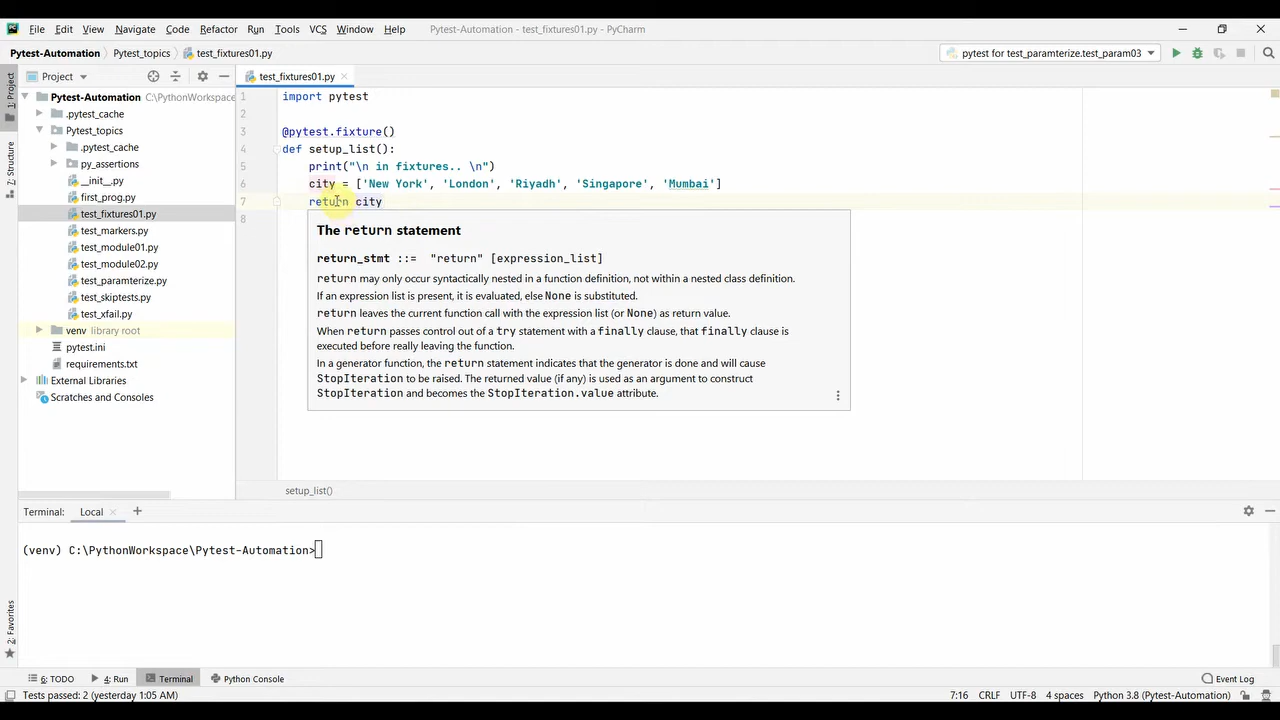 File Edit View Navigate Code Refactor Run Tools VCS Window Help Pytest-Automation - test_fixtures01.py - PyCharm
Pytest-Automation Pytest_topics test_fixtures01.py pytest for test_paramterize.test_param03
Project test_fixtures01.py
1: Project
7: Structure
2: Favorites
Pytest-Automation C:\PythonWorkspace
.pytest_cache
Pytest_topics
.pytest_cache
py_assertions
__init__.py
first_prog.py
test_fixtures01.py
test_markers.py
test_module01.py
test_module02.py
test_paramterize.py
test_skiptests.py
test_xfail.py
venv library root
pytest.ini
requirements.txt
External Libraries
Scratches and Consoles
1 import pytest
2
3 @pytest.fixture()
4 def setup_list():
5 print("\n in fixtures.. \n")
6 city = ['New York', 'London', 'Riyadh', 'Singapore', 'Mumbai']
7 return city
8
The return statement
return_stmt ::= "return" [expression_list]
return may only occur syntactically nested in a function definition, not within a nested class definition.
If an expression list is present, it is evaluated, else None is substituted.
return leaves the current function call with the expression list (or None) as return value.
When return passes control out of a try statement with a finally clause, that finally clause is
executed before really leaving the function.
In a generator function, the return statement indicates that the generator is done and will cause
StopIteration to be raised. The returned value (if any) is used as an argument to construct
StopIteration and becomes the StopIteration.value attribute.
setup_list()
Terminal: Local
(venv) C:\PythonWorkspace\Pytest-Automation>
6: TODO 4: Run Terminal Python Console Event Log
Tests passed: 2 (yesterday 1:05 AM) 7:16 CRLF UTF-8 4 spaces Python 3.8 (Pytest-Automation)